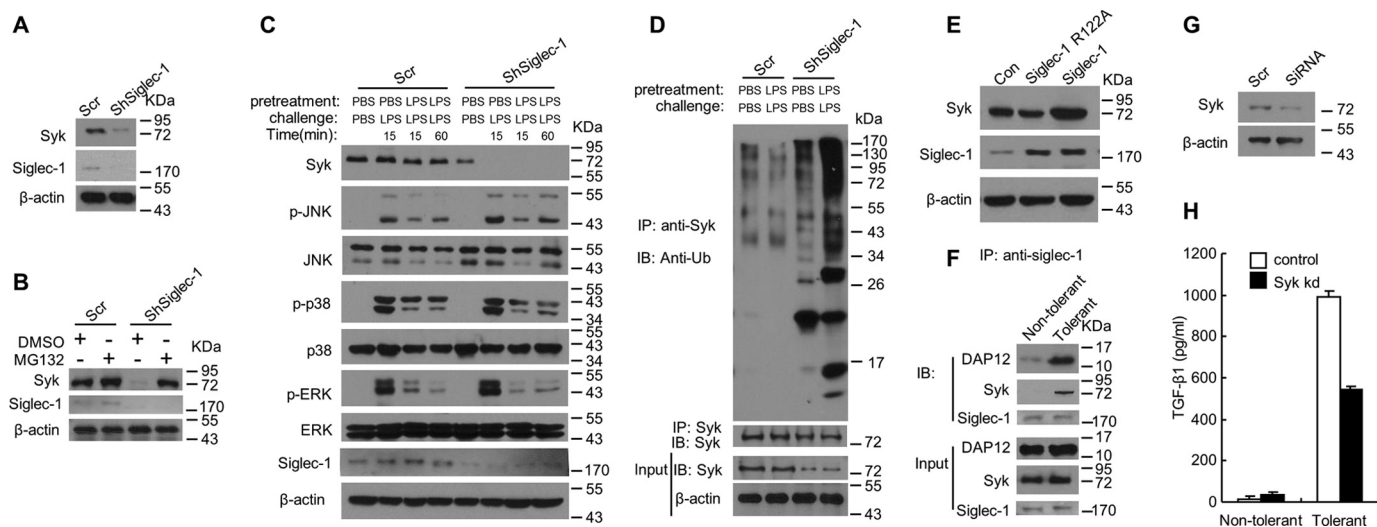 A
Scr
ShSiglec-1
KDa
Syk
95
72
Siglec-1
170
β-actin
55
43
B
Scr
ShSiglec-1
DMSO + +
MG132 + +
KDa
Syk
95
72
Siglec-1
170
β-actin
55
43
C
Scr
ShSiglec-1
pretreatment: PBS PBS LPS LPS PBS PBS LPS LPS
challenge: PBS LPS LPS LPS PBS LPS LPS LPS
Time(min): 15 15 60 15 15 60
KDa
Syk
95
72
55
p-JNK
55
43
JNK
55
43
p-p38
55
43
34
p38
55
43
34
p-ERK
55
43
ERK
55
43
Siglec-1
170
β-actin
55
43
D
Scr
ShSiglec-1
pretreatment: PBS LPS PBS LPS
challenge: PBS LPS PBS LPS
kDa
IP: anti-Syk
IB: Anti-Ub
170
130
95
72
55
43
34
26
17
IP: Syk
IB: Syk
72
Input
IB: Syk
72
β-actin
55
43
E
Con
Siglec-1 R122A
Siglec-1
KDa
Syk
95
72
Siglec-1
170
β-actin
55
43
F
IP: anti-siglec-1
Non-tolerant
Tolerant
KDa
IB:
DAP12
17
10
Syk
95
72
Siglec-1
170
Input
DAP12
17
10
Syk
95
72
Siglec-1
170
G
Scr
SiRNA
KDa
Syk
72
β-actin
55
43
H
control
Syk kd
TGF-β1 (pg/ml)
1200
1000
800
600
400
200
0
Non-tolerant
Tolerant